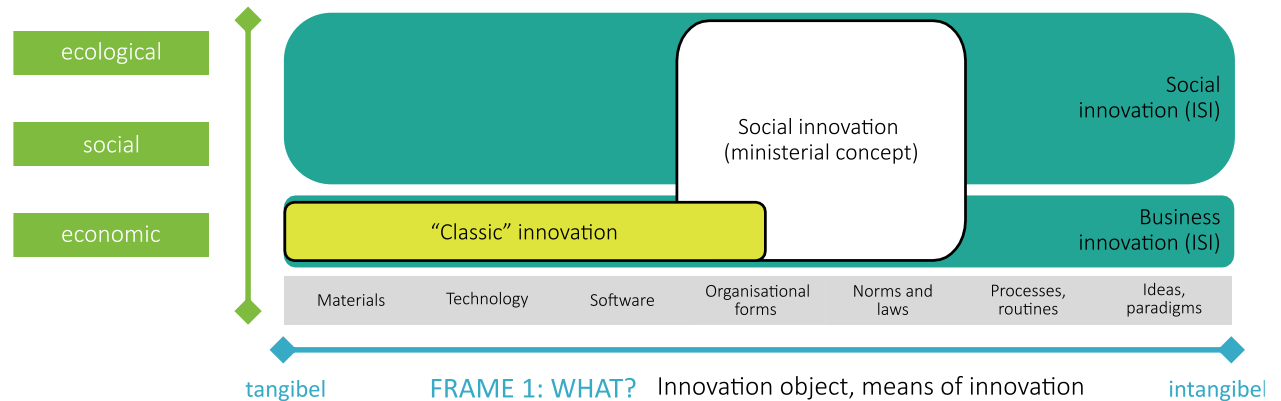 ecological
social
economic
Social
innovation (ISI)
Social innovation
(ministerial concept)
"Classic" innovation
Business
innovation (ISI)
Materials
Technology
Software
Organisational
forms
Norms and
laws
Processes,
routines
Ideas,
paradigms
tangibel
FRAME 1: WHAT? Innovation object, means of innovation
intangibel